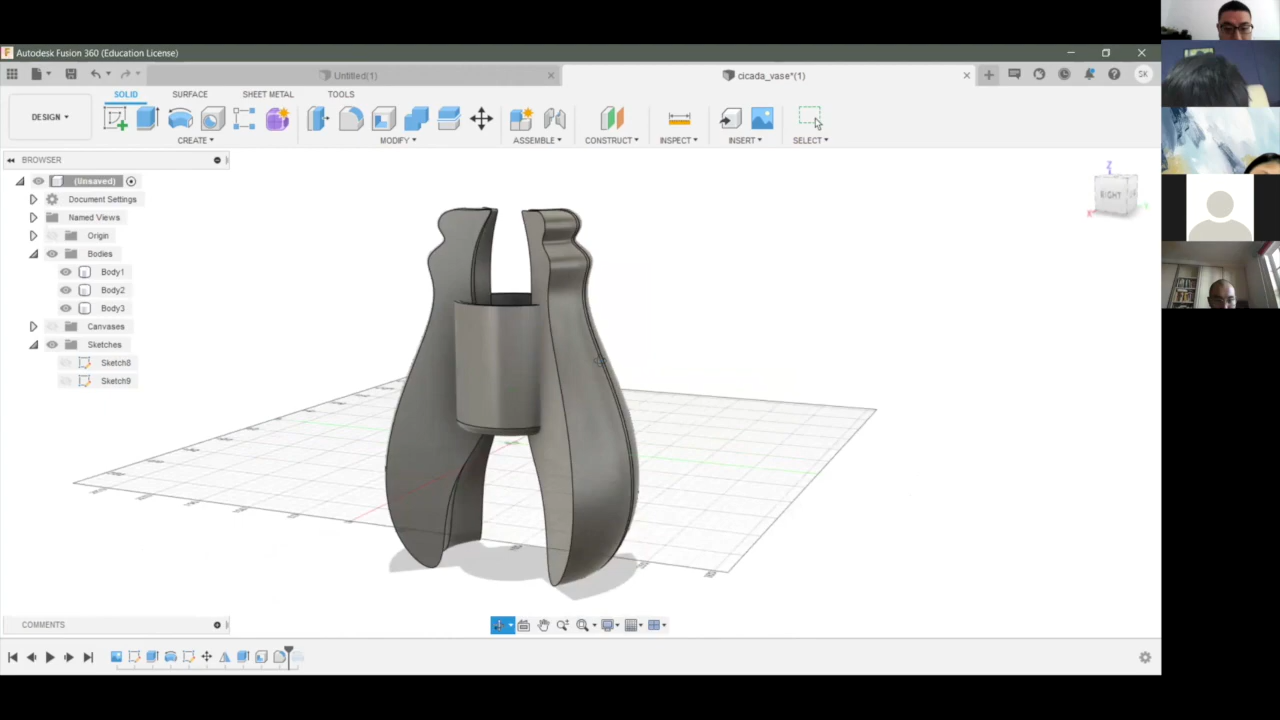 Autodesk Fusion 360 (Education License)
Untitled(1)
cicada_vase*(1)
SK
DESIGN
SOLID
SURFACE
SHEET METAL
TOOLS
CREATE
MODIFY
ASSEMBLE
CONSTRUCT
INSPECT
INSERT
SELECT
BROWSER
(Unsaved)
Document Settings
Named Views
Origin
Bodies
Body1
Body2
Body3
Canvases
Sketches
Sketch8
Sketch9
Z
RIGHT
X
COMMENTS